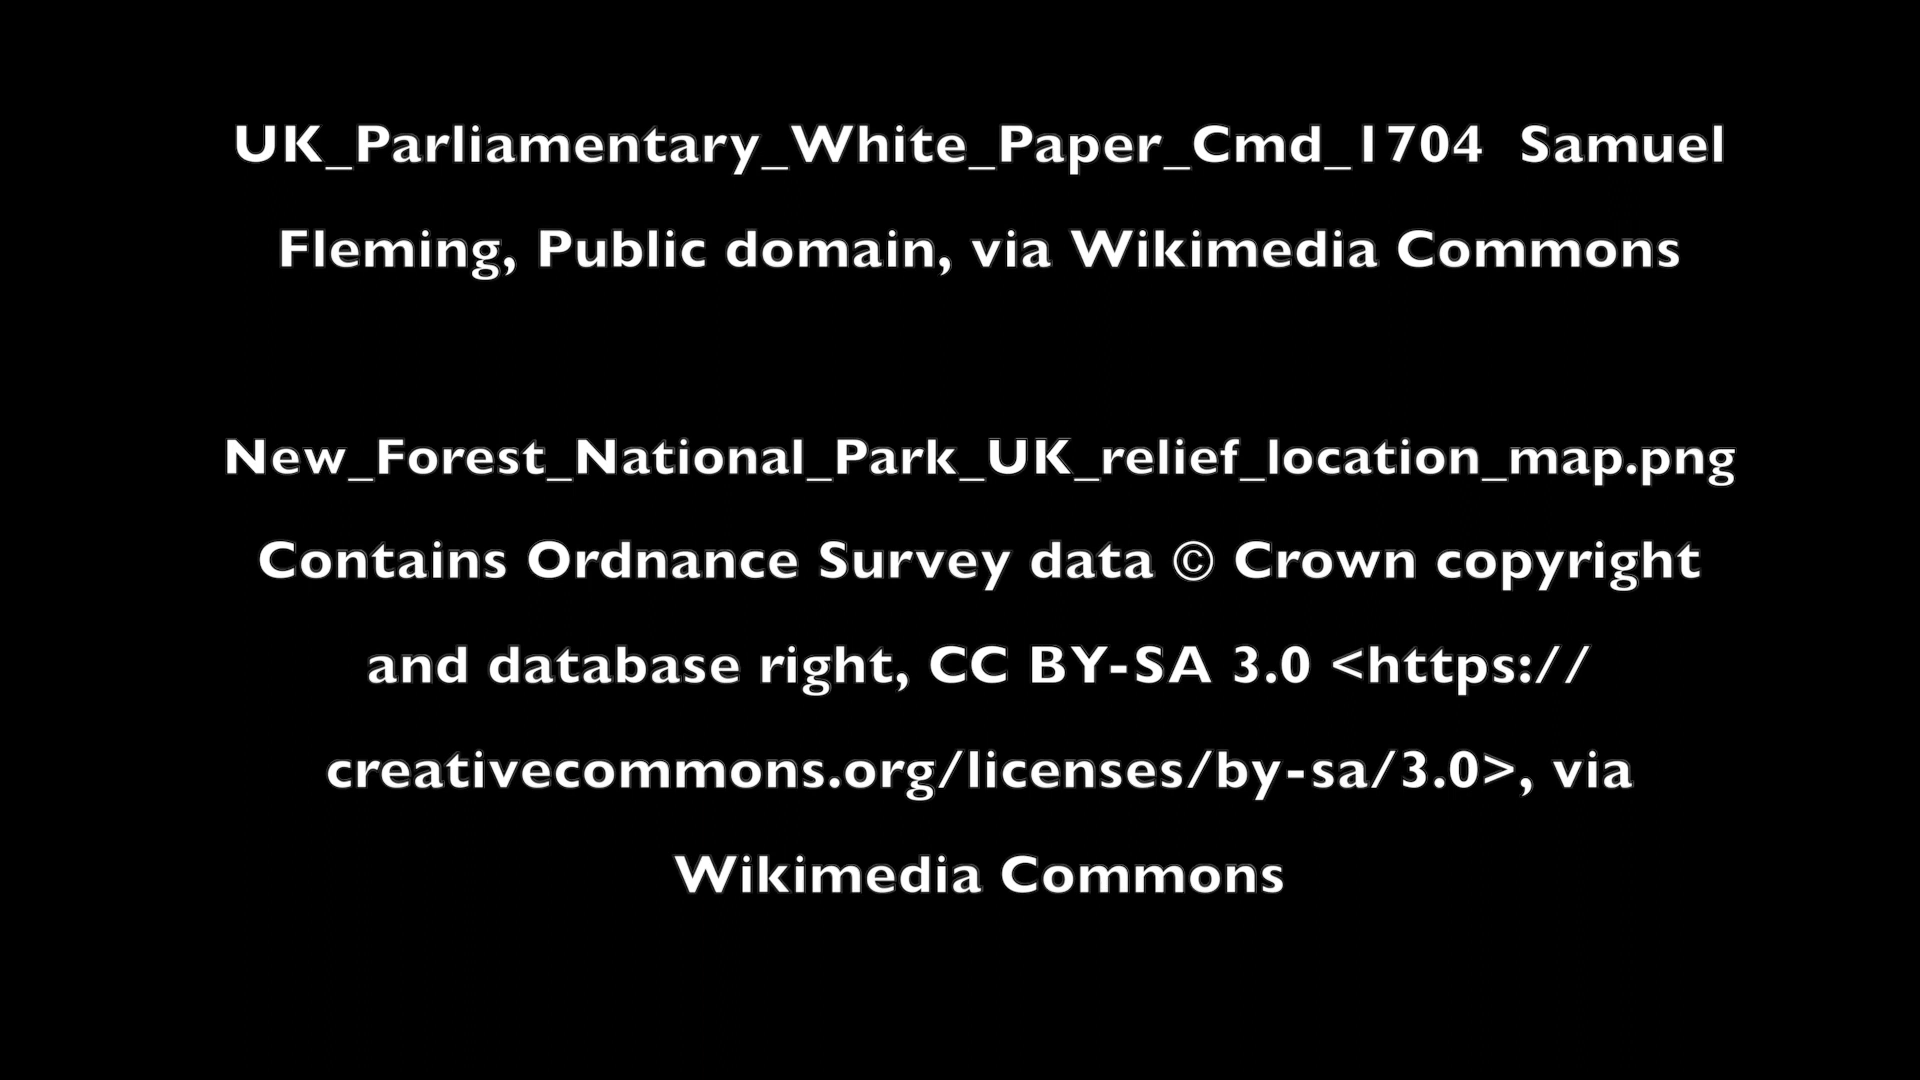 UK_Parliamentary_White_Paper_Cmd_1704  Samuel
Fleming, Public domain, via Wikimedia Commons
New_Forest_National_Park_UK_relief_location_map.png
Contains Ordnance Survey data © Crown copyright
and database right, CC BY-SA 3.0 <https://
creativecommons.org/licenses/by-sa/3.0>, via
Wikimedia Commons